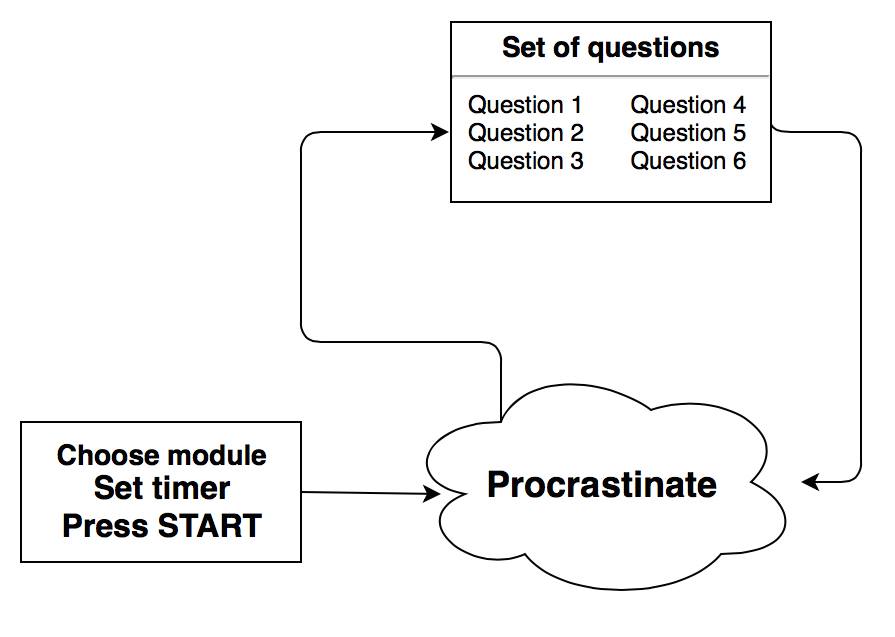 Set of questions
Question 1 Question 4
Question 2 Question 5
Question 3 Question 6
Choose module
Set timer
Press START
Procrastinate